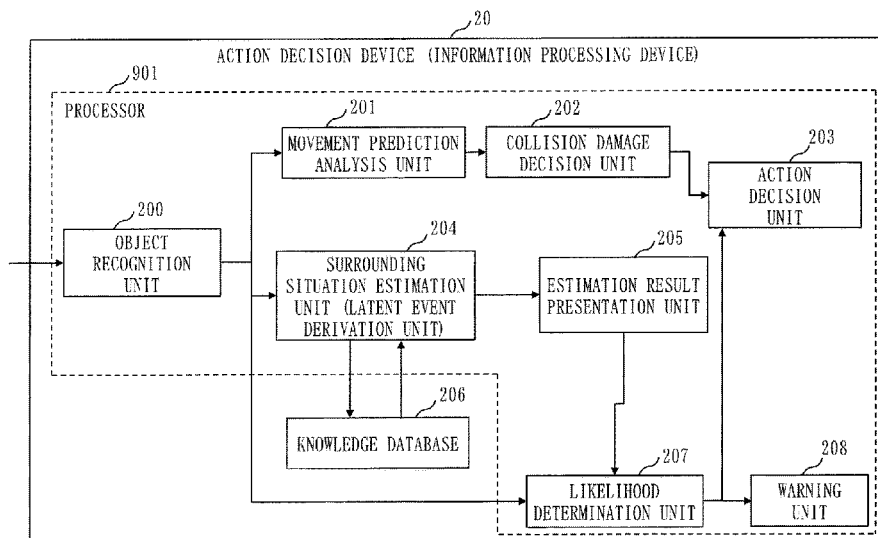 20
ACTION DECISION DEVICE (INFORMATION PROCESSING DEVICE)
901
PROCESSOR
201
MOVEMENT PREDICTION
ANALYSIS UNIT
202
COLLISION DAMAGE
DECISION UNIT
203
ACTION
DECISION
UNIT
200
OBJECT
RECOGNITION
UNIT
204
SURROUNDING
SITUATION ESTIMATION
UNIT (LATENT EVENT
DERIVATION UNIT)
205
ESTIMATION RESULT
PRESENTATION UNIT
206
KNOWLEDGE DATABASE
207
LIKELIHOOD
DETERMINATION UNIT
208
WARNING
UNIT